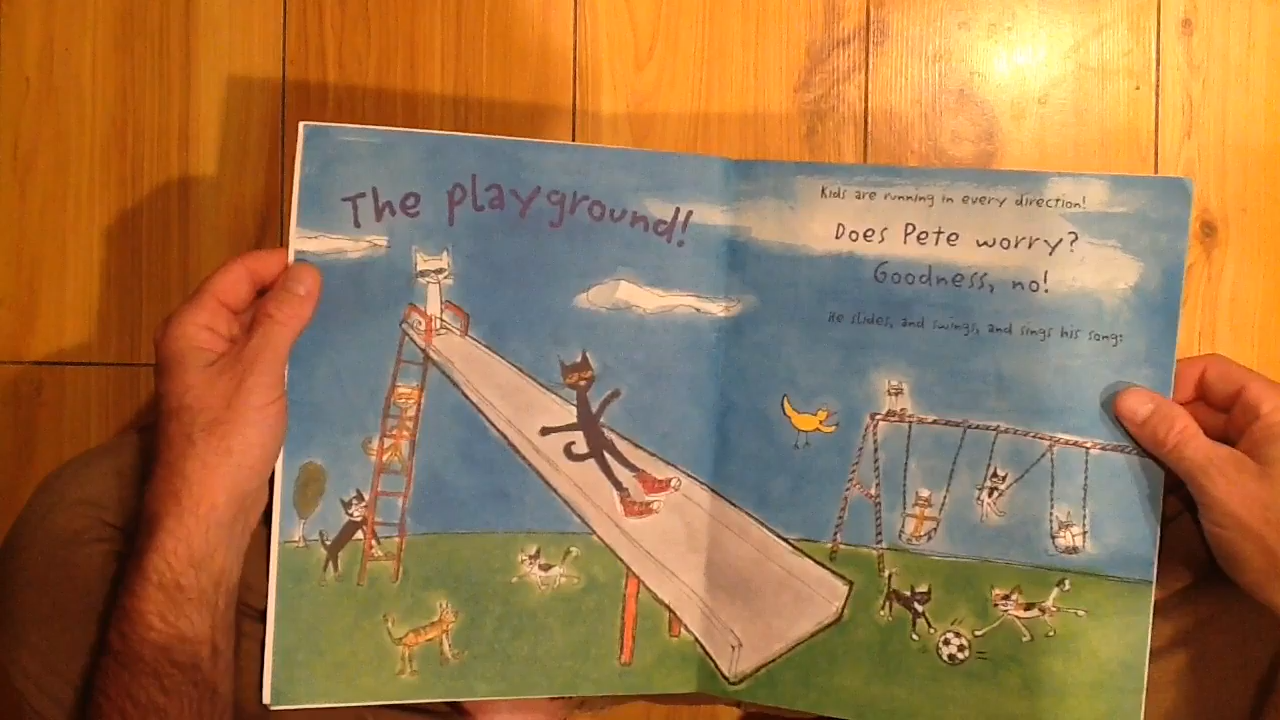 The playground!
Kids are running in every direction!
Does Pete worry?
Goodness, no!
He slides, and swings, and sings his song: